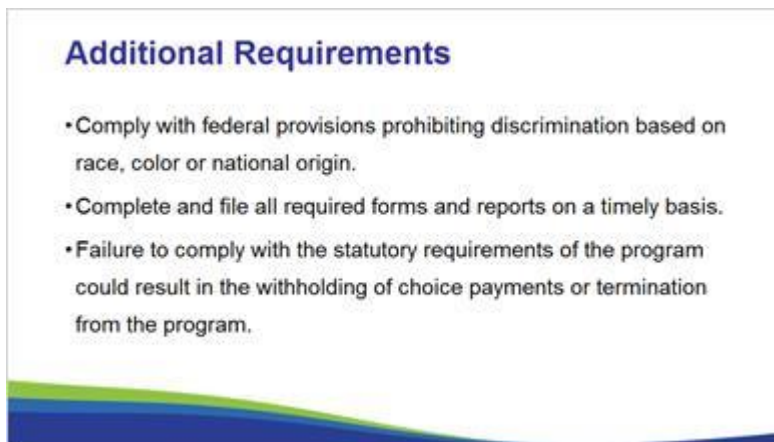 Additional Requirements
•Comply with federal provisions prohibiting discrimination based on
race, color or national origin.
•Complete and file all required forms and reports on a timely basis.
•Failure to comply with the statutory requirements of the program
could result in the withholding of choice payments or termination
from the program.